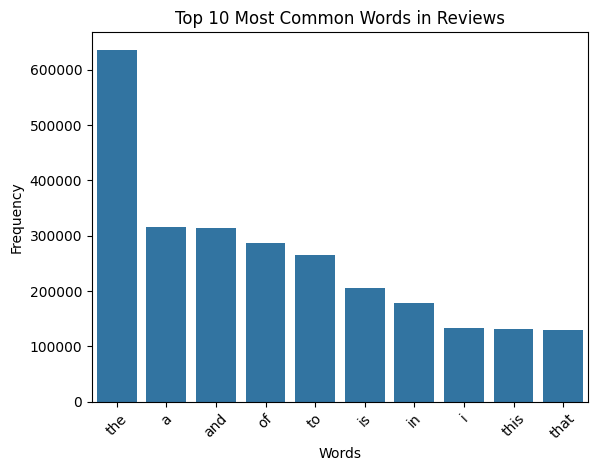 Top 10 Most Common Words in Reviews
600000
500000
400000
300000
200000
100000
0
Frequency
the
a
and
of
to
is
in
i
this
that
Words